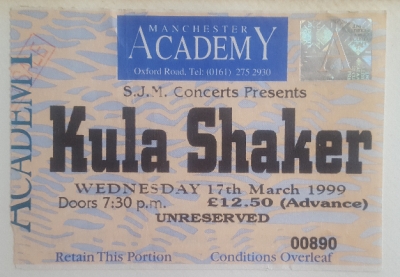 MANCHESTER
ACADEMY
Oxford Road, Tel: (0161) 275 2930
S.J.M. Concerts Presents
Kula Shaker
WEDNESDAY 17th March 1999
Doors 7:30 p.m. £12.50 (Advance)
UNRESERVED
00890
Retain This Portion Conditions Overleaf
ACADEMY